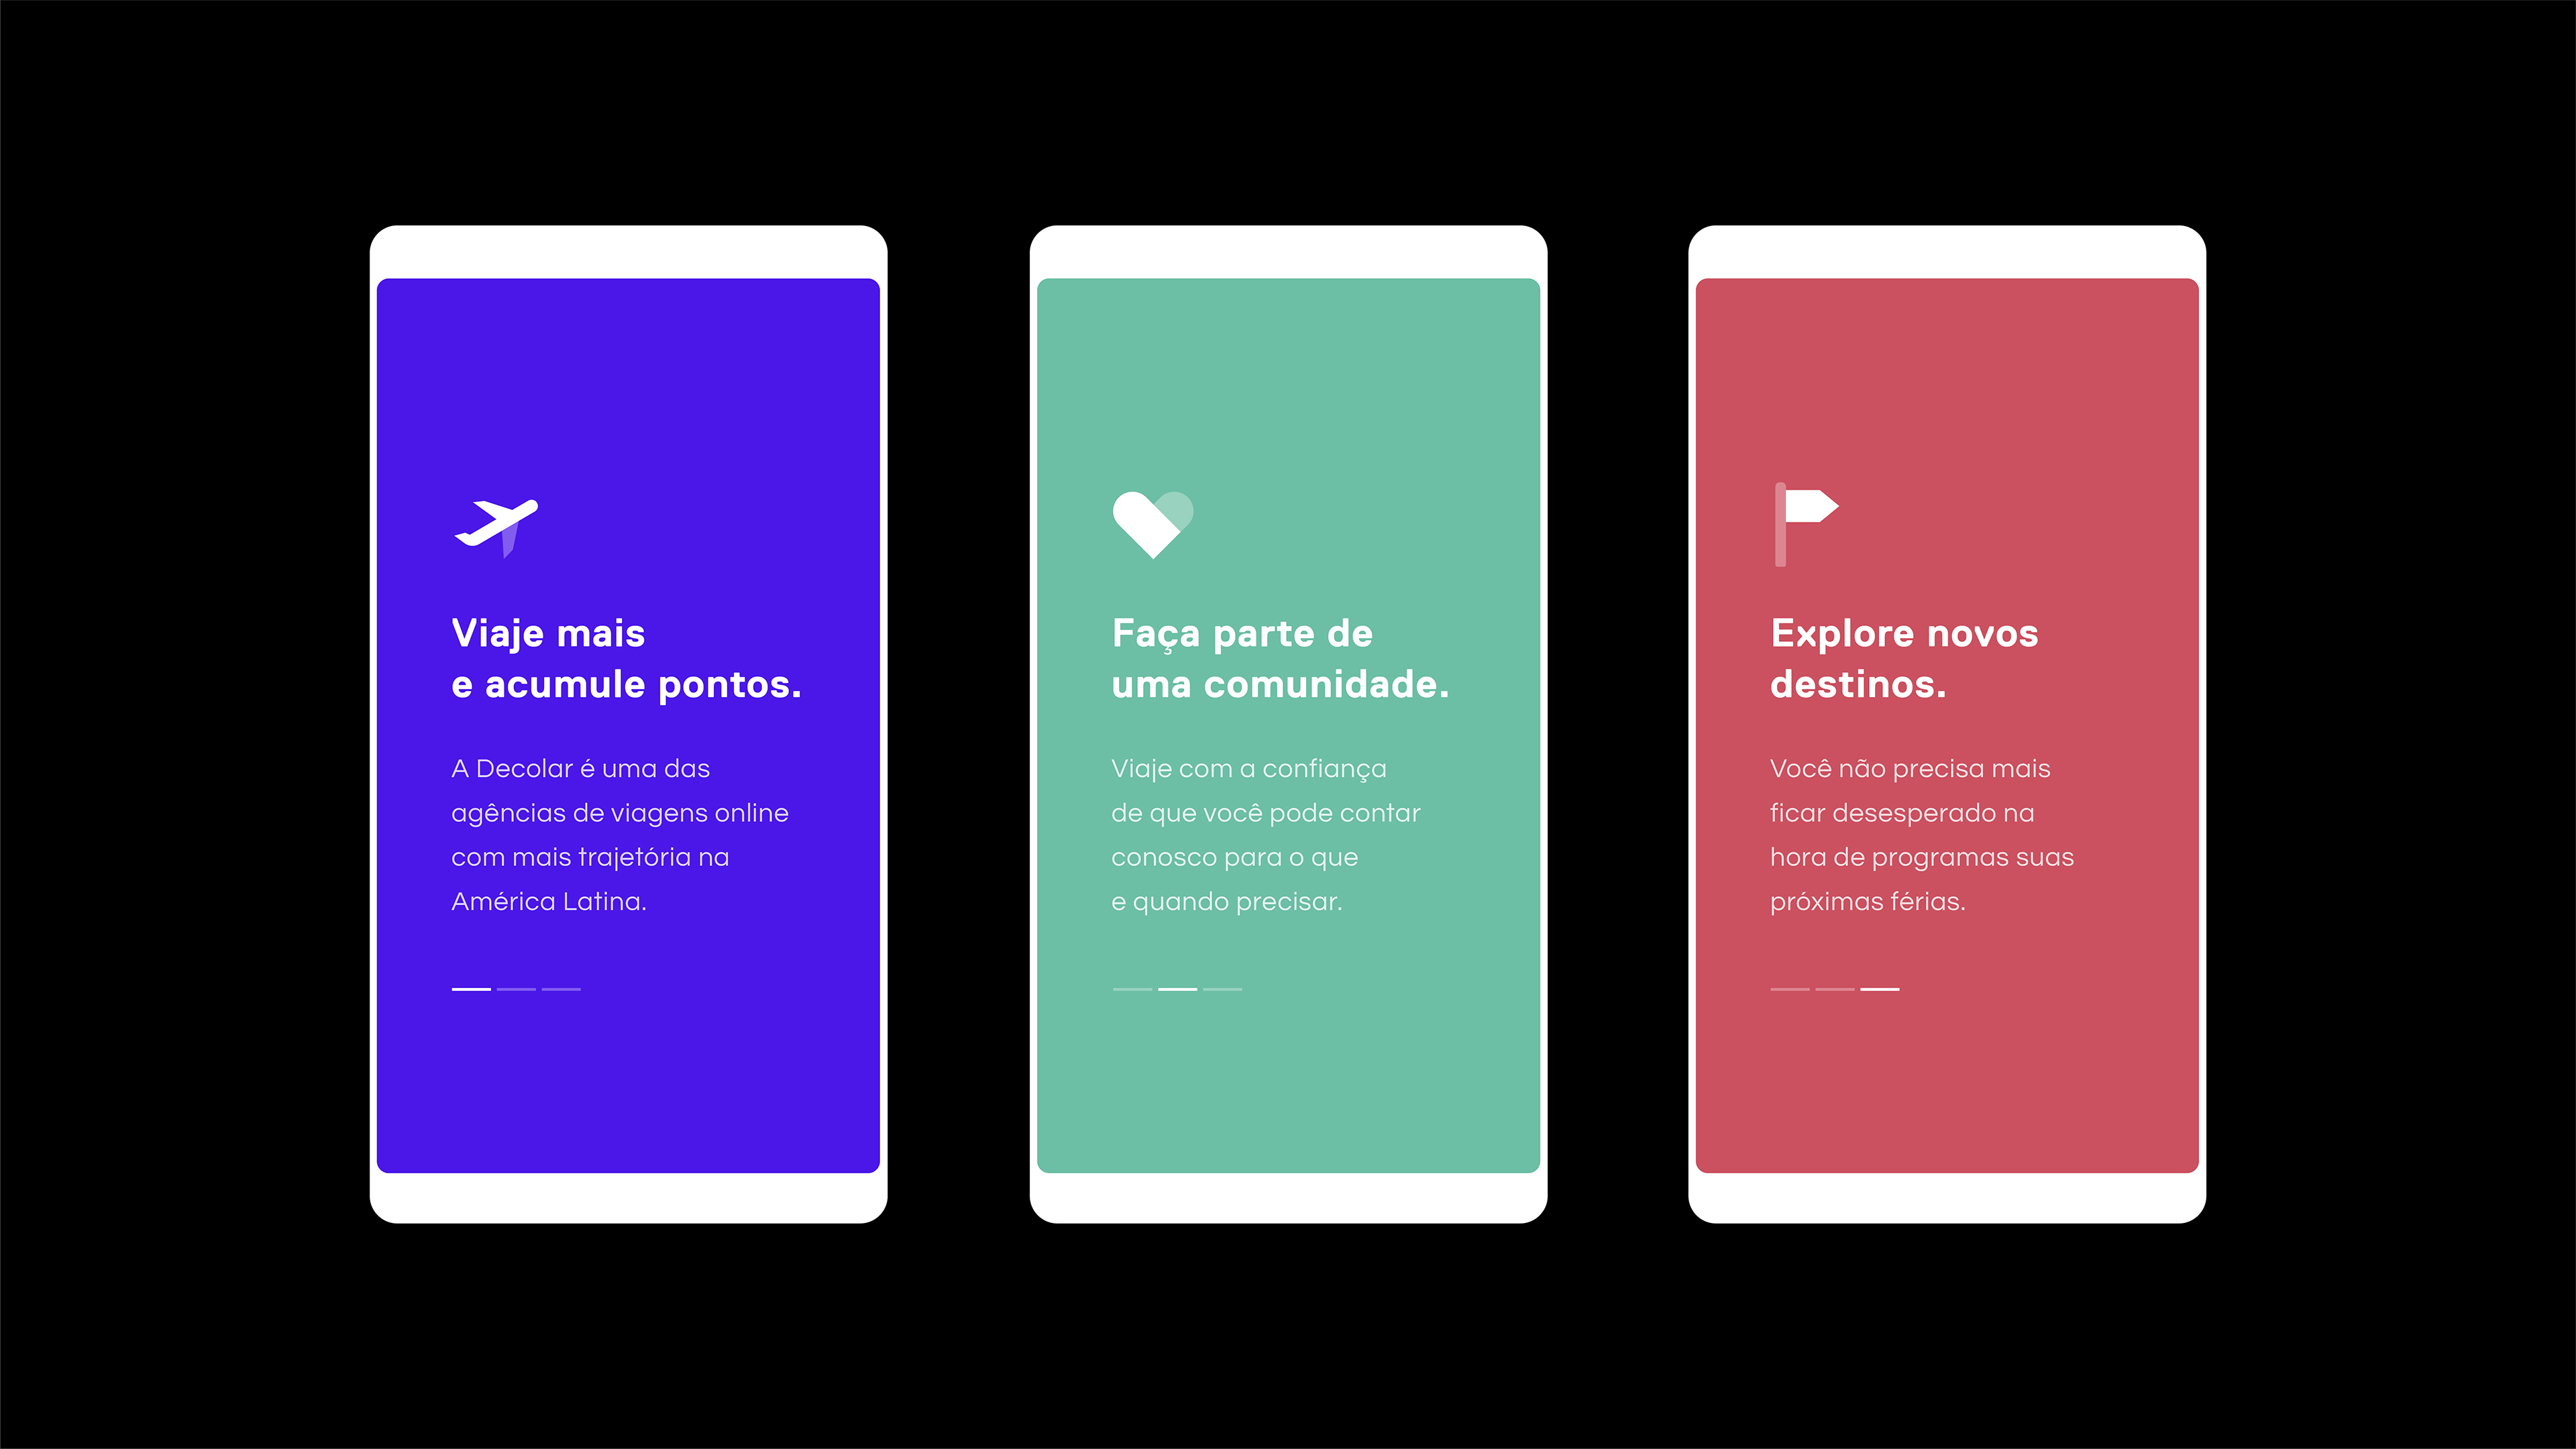 Viaje mais
e acumule pontos.
A Decolar é uma das
agências de viagens online
com mais trajetória na
América Latina.
Faça parte de
uma comunidade.
Viaje com a confiança
de que você pode contar
conosco para o que
e quando precisar.
Explore novos
destinos.
Você não precisa mais
ficar desesperado na
hora de programas suas
próximas férias.